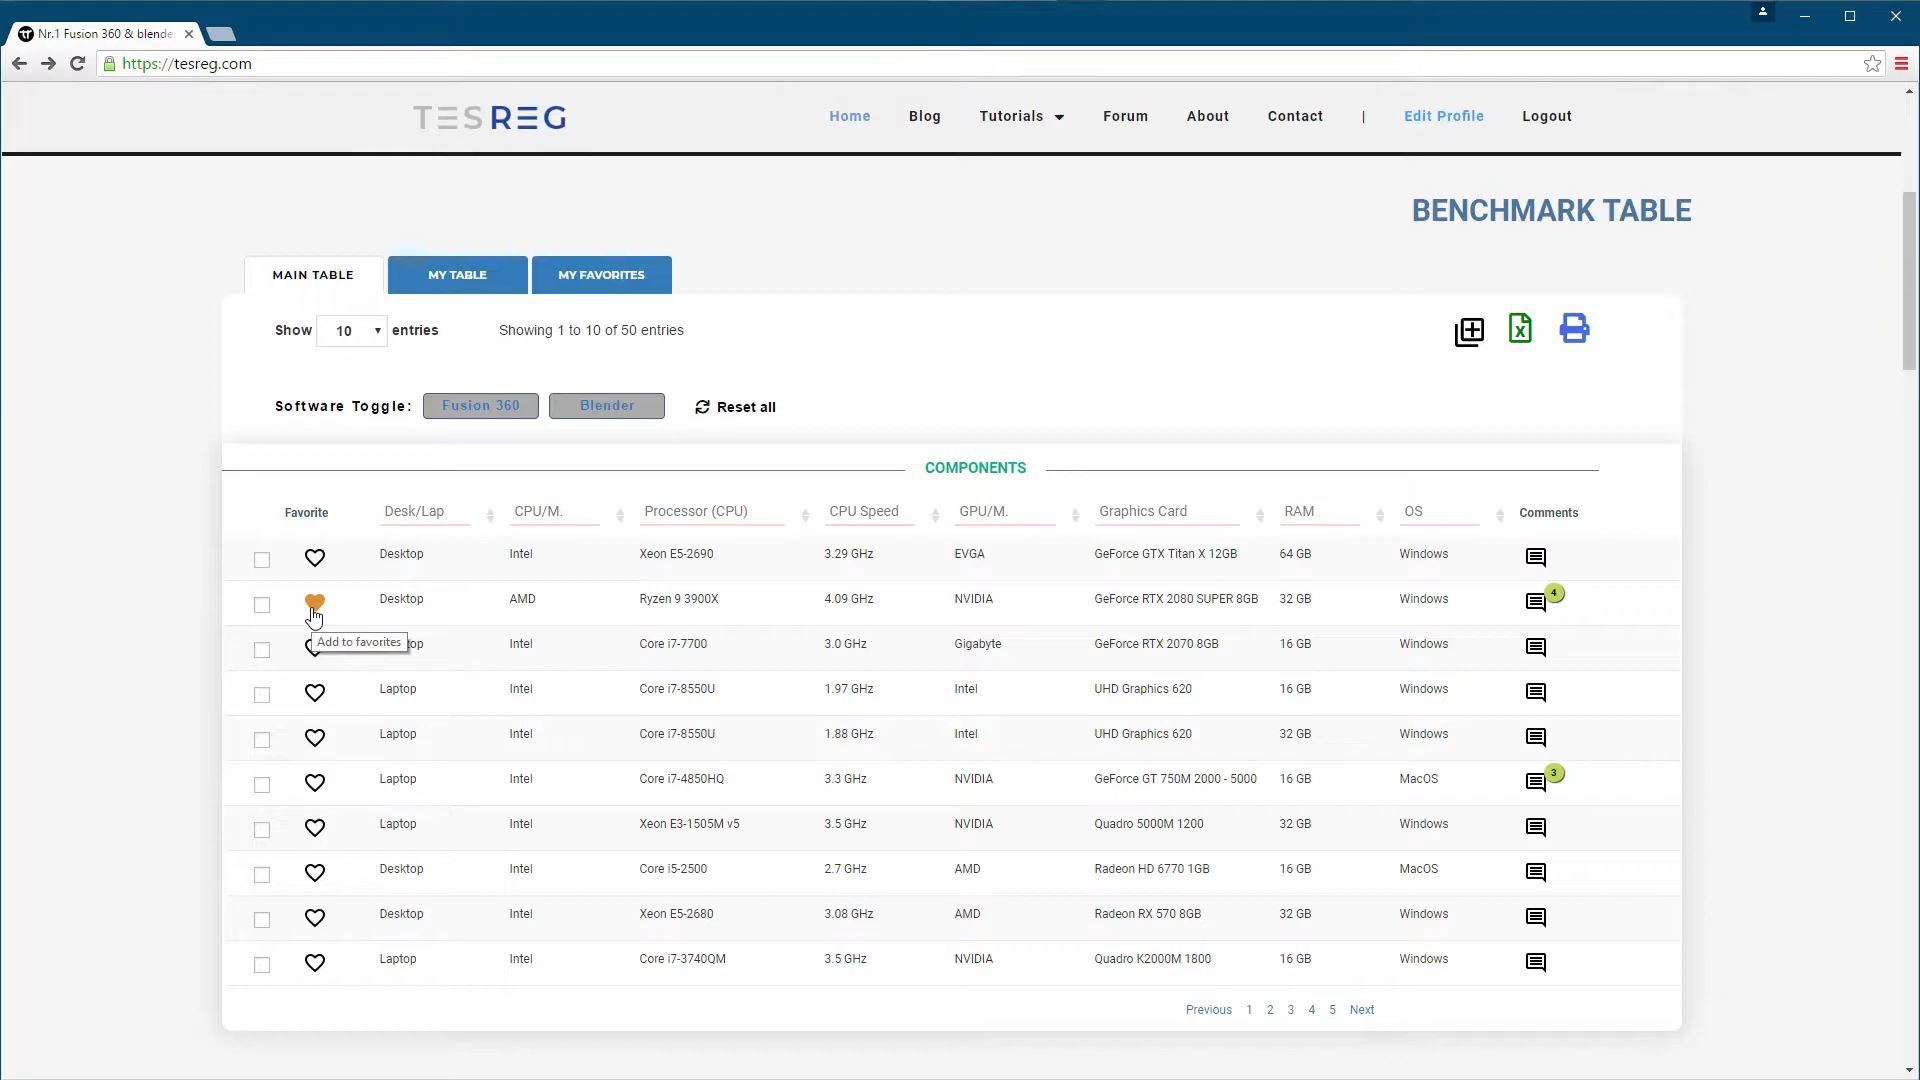 Nr.1 Fusion 360 & blende
https://tesreg.com
TESREG
Home Blog Tutorials Forum About Contact | Edit Profile Logout
BENCHMARK TABLE
MAIN TABLE MY TABLE MY FAVORITES
Show 10 entries Showing 1 to 10 of 50 entries
Software Toggle: Fusion 360 Blender Reset all
COMPONENTS
Favorite Desk/Lap CPU/M. Processor (CPU) CPU Speed GPU/M. Graphics Card RAM OS Comments
Desktop Intel Xeon E5-2690 3.29 GHz EVGA GeForce GTX Titan X 12GB 64 GB Windows
Desktop AMD Ryzen 9 3900X 4.09 GHz NVIDIA GeForce RTX 2080 SUPER 8GB 32 GB Windows 4
Add to favorites
top Intel Core i7-7700 3.0 GHz Gigabyte GeForce RTX 2070 8GB 16 GB Windows
Laptop Intel Core i7-8550U 1.97 GHz Intel UHD Graphics 620 16 GB Windows
Laptop Intel Core i7-8550U 1.88 GHz Intel UHD Graphics 620 32 GB Windows
Laptop Intel Core i7-4850HQ 3.3 GHz NVIDIA GeForce GT 750M 2000 - 5000 16 GB MacOS 3
Laptop Intel Xeon E3-1505M v5 3.5 GHz NVIDIA Quadro 5000M 1200 32 GB Windows
Desktop Intel Core i5-2500 2.7 GHz AMD Radeon HD 6770 1GB 16 GB MacOS
Desktop Intel Xeon E5-2680 3.08 GHz AMD Radeon RX 570 8GB 32 GB Windows
Laptop Intel Core i7-3740QM 3.5 GHz NVIDIA Quadro K2000M 1800 16 GB Windows
Previous 1 2 3 4 5 Next